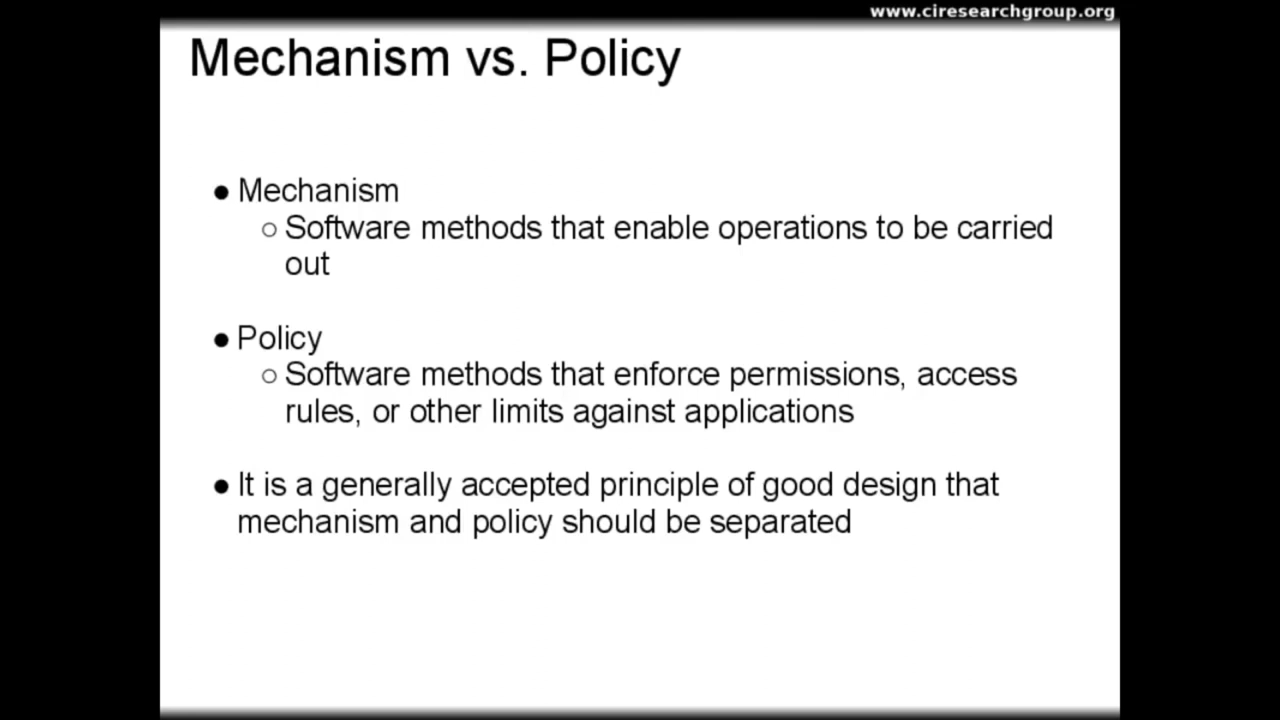 www.ciresearchgroup.org
Mechanism vs. Policy
● Mechanism
○ Software methods that enable operations to be carried
out
● Policy
○ Software methods that enforce permissions, access
rules, or other limits against applications
● It is a generally accepted principle of good design that
mechanism and policy should be separated